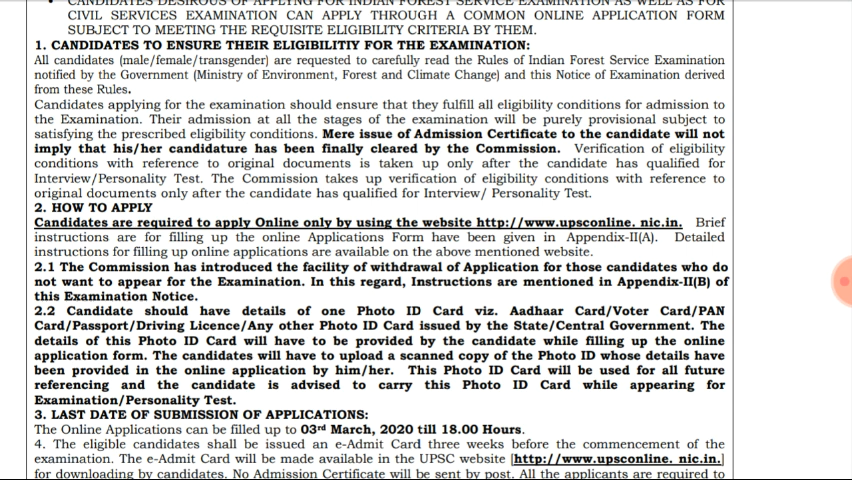 CANDIDATES DESIROUS OF APPLYNG FOR INDIAN FOREST SERVICE EXAMINATION AS WELL AS FOR
CIVIL SERVICES EXAMINATION CAN APPLY THROUGH A COMMON ONLINE APPLICATION FORM
SUBJECT TO MEETING THE REQUISITE ELIGIBILITY CRITERIA BY THEM.
1. CANDIDATES TO ENSURE THEIR ELIGIBILITIY FOR THE EXAMINATION:
All candidates (male/female/transgender) are requested to carefully read the Rules of Indian Forest Service Examination
notified by the Government (Ministry of Environment, Forest and Climate Change) and this Notice of Examination derived
from these Rules.
Candidates applying for the examination should ensure that they fulfill all eligibility conditions for admission to
the Examination. Their admission at all the stages of the examination will be purely provisional subject to
satisfying the prescribed eligibility conditions. Mere issue of Admission Certificate to the candidate will not
imply that his/her candidature has been finally cleared by the Commission. Verification of eligibility
conditions with reference to original documents is taken up only after the candidate has qualified for
Interview/Personality Test. The Commission takes up verification of eligibility conditions with reference to
original documents only after the candidate has qualified for Interview/ Personality Test.
2. HOW TO APPLY
Candidates are required to apply Online only by using the website http://www.upsconline. nic.in. Brief
instructions are for filling up the online Applications Form have been given in Appendix-II(A). Detailed
instructions for filling up online applications are available on the above mentioned website.
2.1 The Commission has introduced the facility of withdrawal of Application for those candidates who do
not want to appear for the Examination. In this regard, Instructions are mentioned in Appendix-II(B) of
this Examination Notice.
2.2 Candidate should have details of one Photo ID Card viz. Aadhaar Card/Voter Card/PAN
Card/Passport/Driving Licence/Any other Photo ID Card issued by the State/Central Government. The
details of this Photo ID Card will have to be provided by the candidate while filling up the online
application form. The candidates will have to upload a scanned copy of the Photo ID whose details have
been provided in the online application by him/her. This Photo ID Card will be used for all future
referencing and the candidate is advised to carry this Photo ID Card while appearing for
Examination/Personality Test.
3. LAST DATE OF SUBMISSION OF APPLICATIONS:
The Online Applications can be filled up to 03rd March, 2020 till 18.00 Hours.
4. The eligible candidates shall be issued an e-Admit Card three weeks before the commencement of the
examination. The e-Admit Card will be made available in the UPSC website [http://www.upsconline. nic.in.]
for downloading by candidates. No Admission Certificate will be sent by post. All the applicants are required to